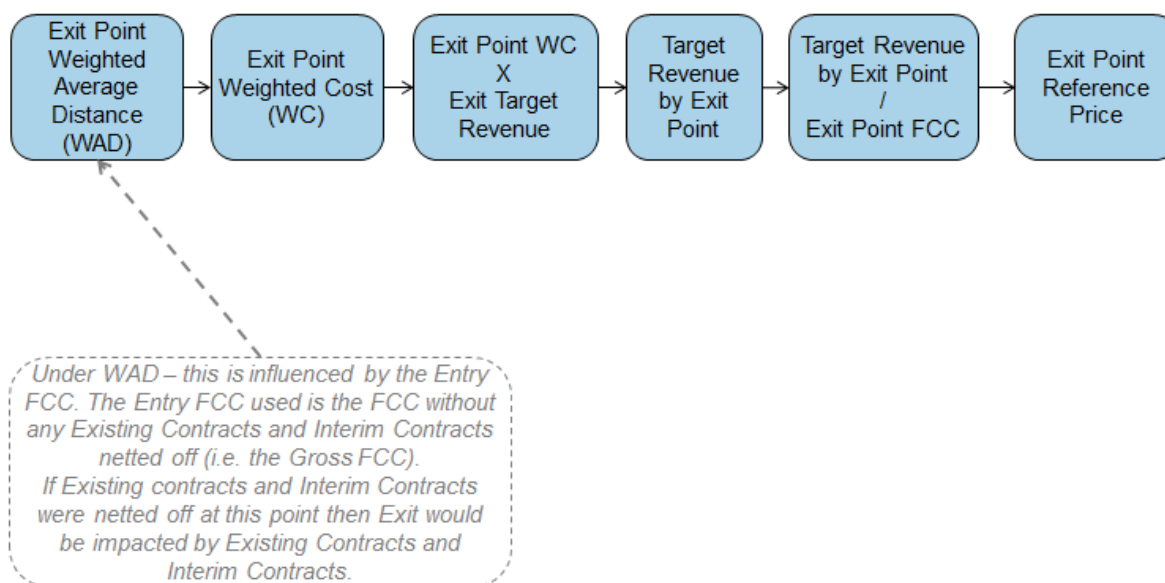 Exit Point
Weighted
Average
Distance
(WAD)
Exit Point
Weighted Cost
(WC)
Exit Point WC
X
Exit Target
Revenue
Target
Revenue
by Exit
Point
Target Revenue
by Exit Point
/
Exit Point FCC
Exit Point
Reference
Price
Under WAD – this is influenced by the Entry
FCC. The Entry FCC used is the FCC without
any Existing Contracts and Interim Contracts
netted off (i.e. the Gross FCC).
If Existing contracts and Interim Contracts
were netted off at this point then Exit would
be impacted by Existing Contracts and
Interim Contracts.